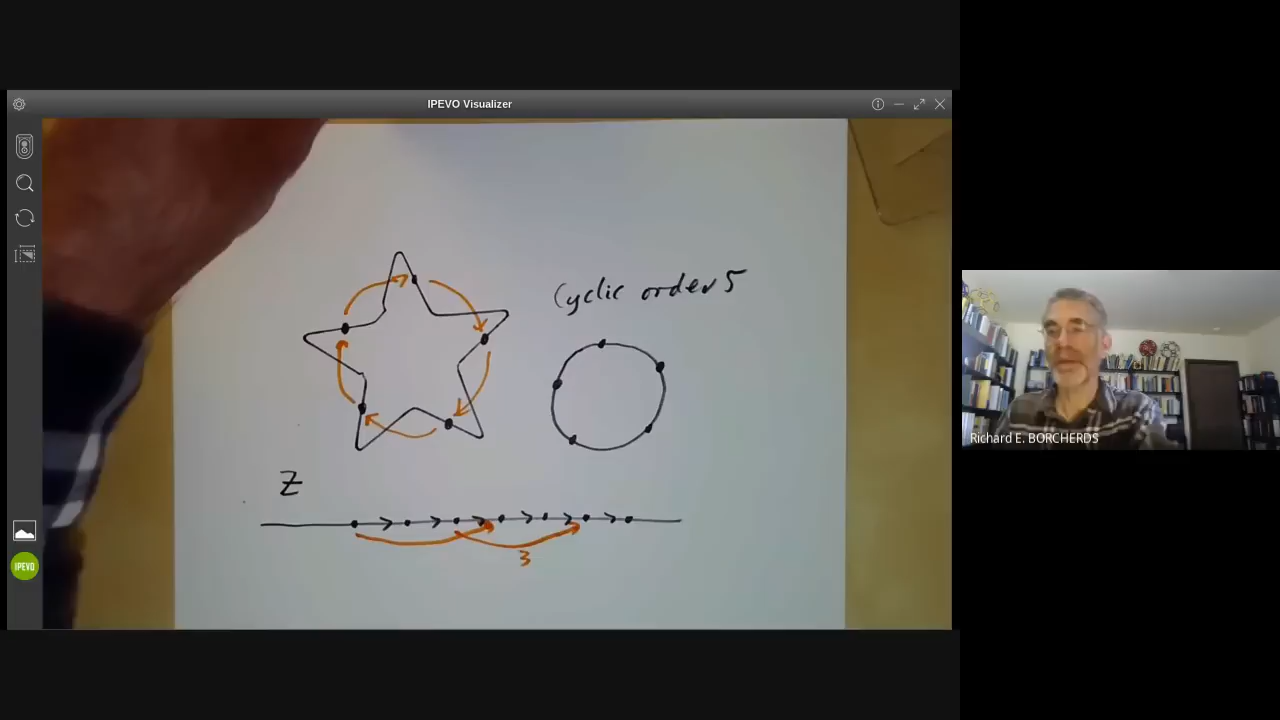 IPEVO Visualizer
Cyclic order 5
Z
3
IPEVO
Richard E. BORCHERDS